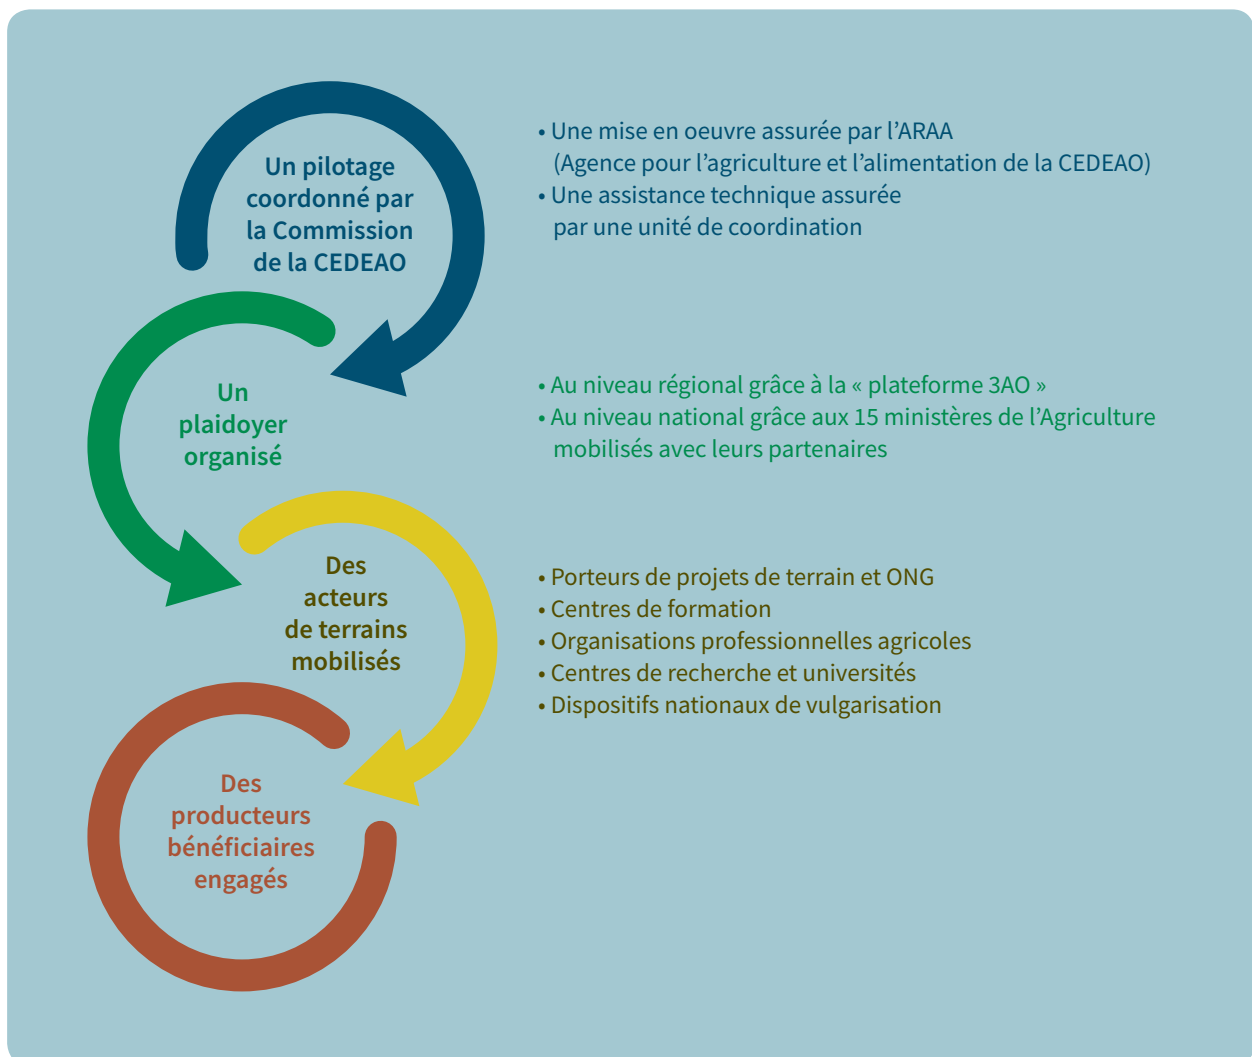 Un pilotage
coordonné par
la Commission
de la CEDEAO
• Une mise en oeuvre assurée par l'ARAA
(Agence pour l'agriculture et l'alimentation de la CEDEAO)
• Une assistance technique assurée
par une unité de coordination
Un
plaidoyer
organisé
• Au niveau régional grâce à la « plateforme 3AO »
• Au niveau national grâce aux 15 ministères de l'Agriculture
mobilisés avec leurs partenaires
Des
acteurs
de terrains
mobilisés
• Porteurs de projets de terrain et ONG
• Centres de formation
• Organisations professionnelles agricoles
• Centres de recherche et universités
• Dispositifs nationaux de vulgarisation
Des
producteurs
bénéficiaires
engagés